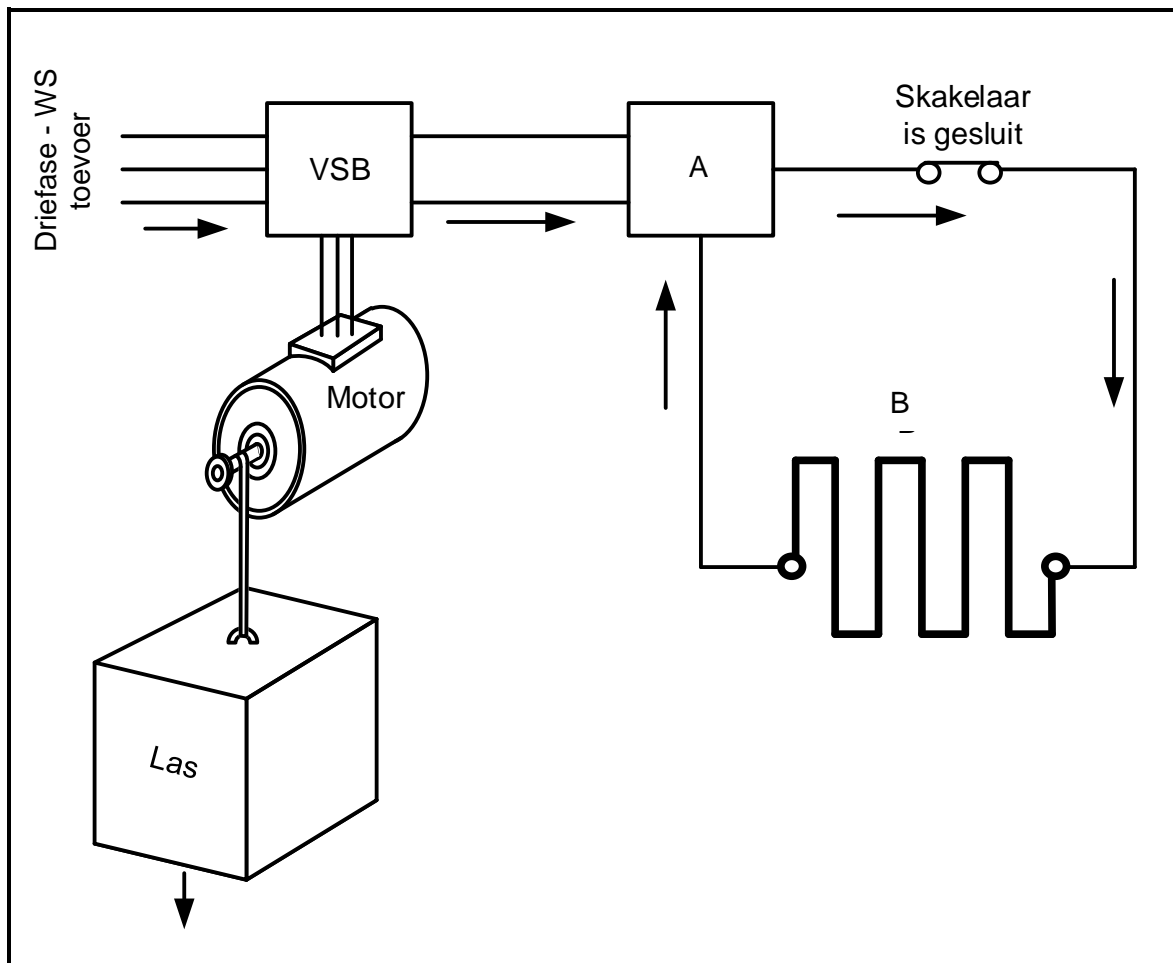 Driefase - WS
toevoer
VSB
A
Skakelaar
is gesluit
Motor
B
Las